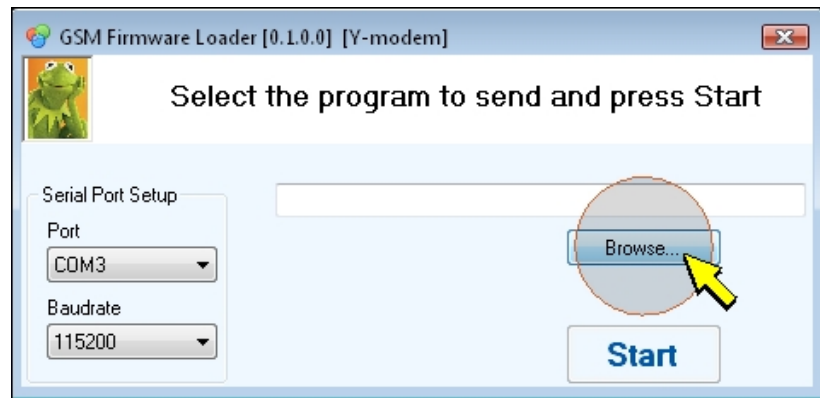 GSM Firmware Loader [0.1.0.0] [Y-modem]
Select the program to send and press Start
Serial Port Setup
Port
COM3
Browse...
Baudrate
115200
Start